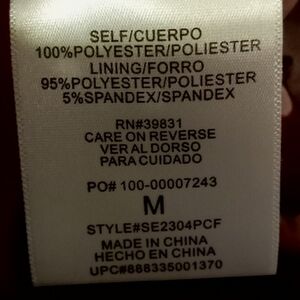 SELF/CUERPO
100%POLYESTER/POLIESTER
LINING/FORRO
95%POLYESTER/POLIESTER
5%SPANDEX/SPANDEX
RN#39831
CARE ON REVERSE
VER AL DORSO
PARA CUIDADO
PO# 100-00007243
M
STYLE#SE2304PCF
MADE IN CHINA
HECHO EN CHINA
UPC#888335001370